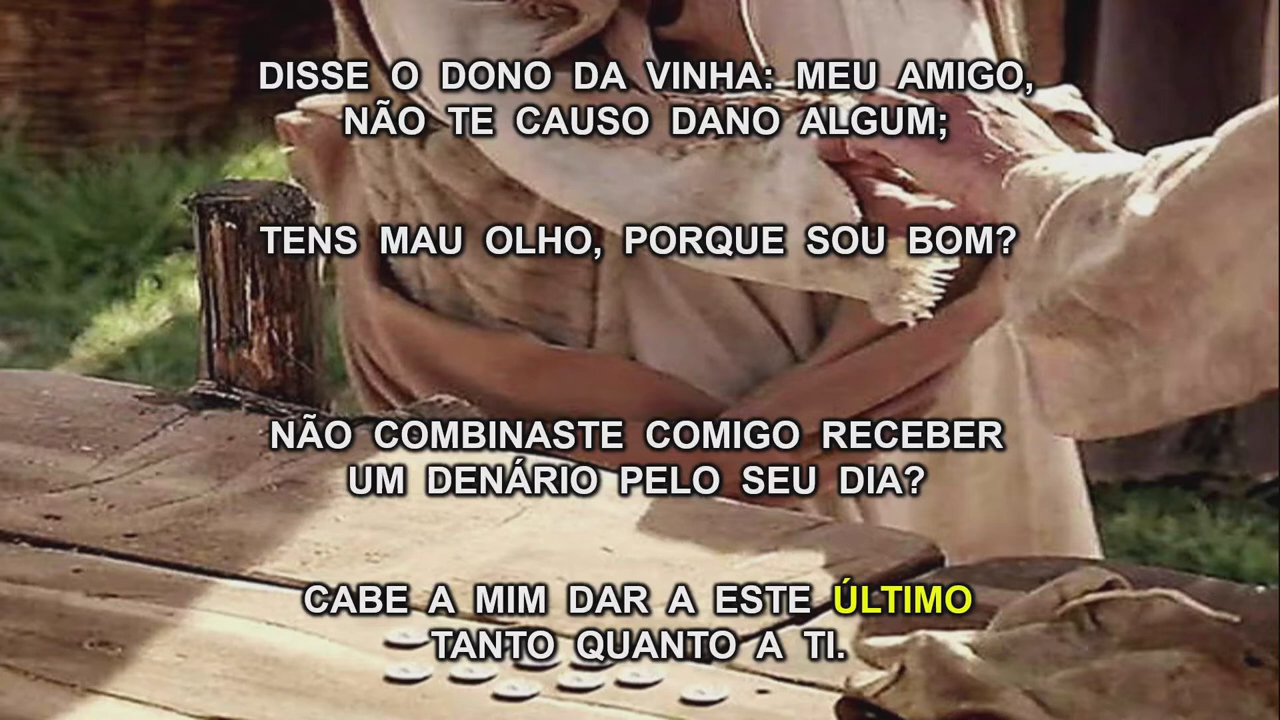 DISSE O DONO DA VINHA: MEU AMIGO,
NÃO TE CAUSO DANO ALGUM;
TENS MAU OLHO, PORQUE SOU BOM?
NÃO COMBINASTE COMIGO RECEBER
UM DENÁRIO PELO SEU DIA?
CABE A MIM DAR A ESTE ÚLTIMO
TANTO QUANTO A TI.